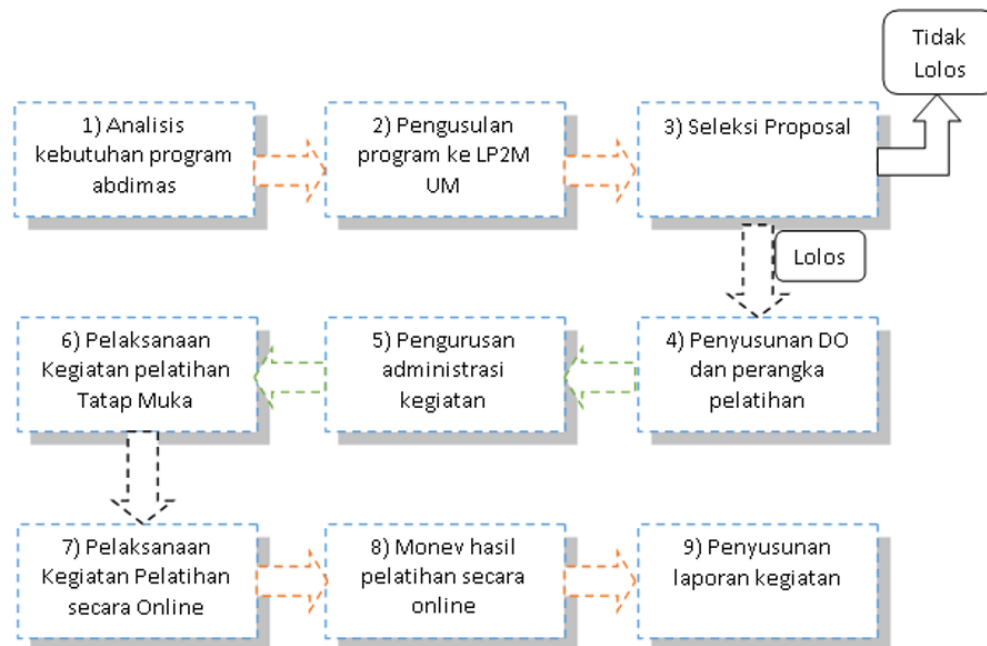 Tidak
Lolos
1) Analisis
kebutuhan program
abdimas
2) Pengusulan
program ke LP2M
UM
3) Seleksi Proposal
Lolos
4) Penyusunan DO
dan perangka
pelatihan
5) Pengurusan
administrasi
kegiatan
6) Pelaksanaan
Kegiatan pelatihan
Tatap Muka
7) Pelaksanaan
Kegiatan Pelatihan
secara Online
8) Monev hasil
pelatihan secara
online
9) Penyusunan
laporan kegiatan